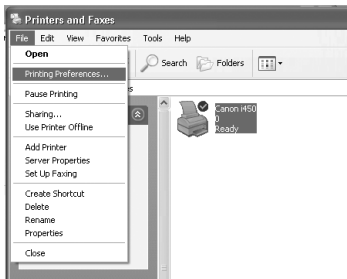 Printers and Faxes
File Edit View Favorites Tools Help
Open
Printing Preferences...
Pause Printing
Sharing...
Use Printer Offline
Add Printer
Server Properties
Set Up Faxing
Create Shortcut
Delete
Rename
Properties
Close
Search Folders
Canon i450
0
Ready